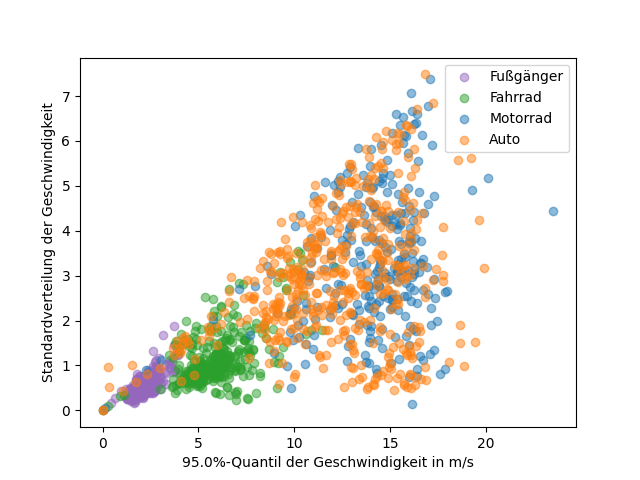 Fußgänger
Fahrrad
Motorrad
Auto
Standardverteilung der Geschwindigkeit
7
6
5
4
3
2
1
0
0 5 10 15 20
95.0%-Quantil der Geschwindigkeit in m/s